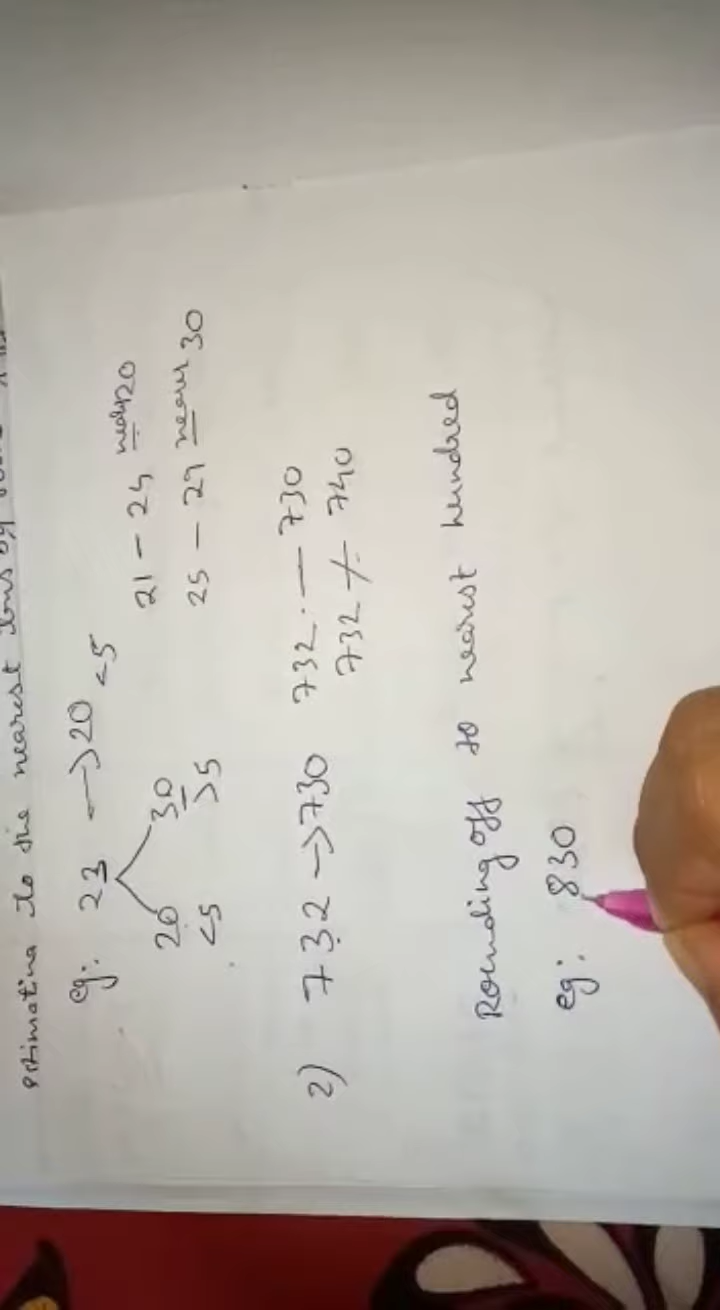 estimating to the nearest tens by
eg: 23 → 20 <5
21 – 24 near 20
20 30
25 – 29 near 30
<5 >5
2) 732 → 730 732 — 730
732 — 740
Rounding off to nearest hundred
eg: 830